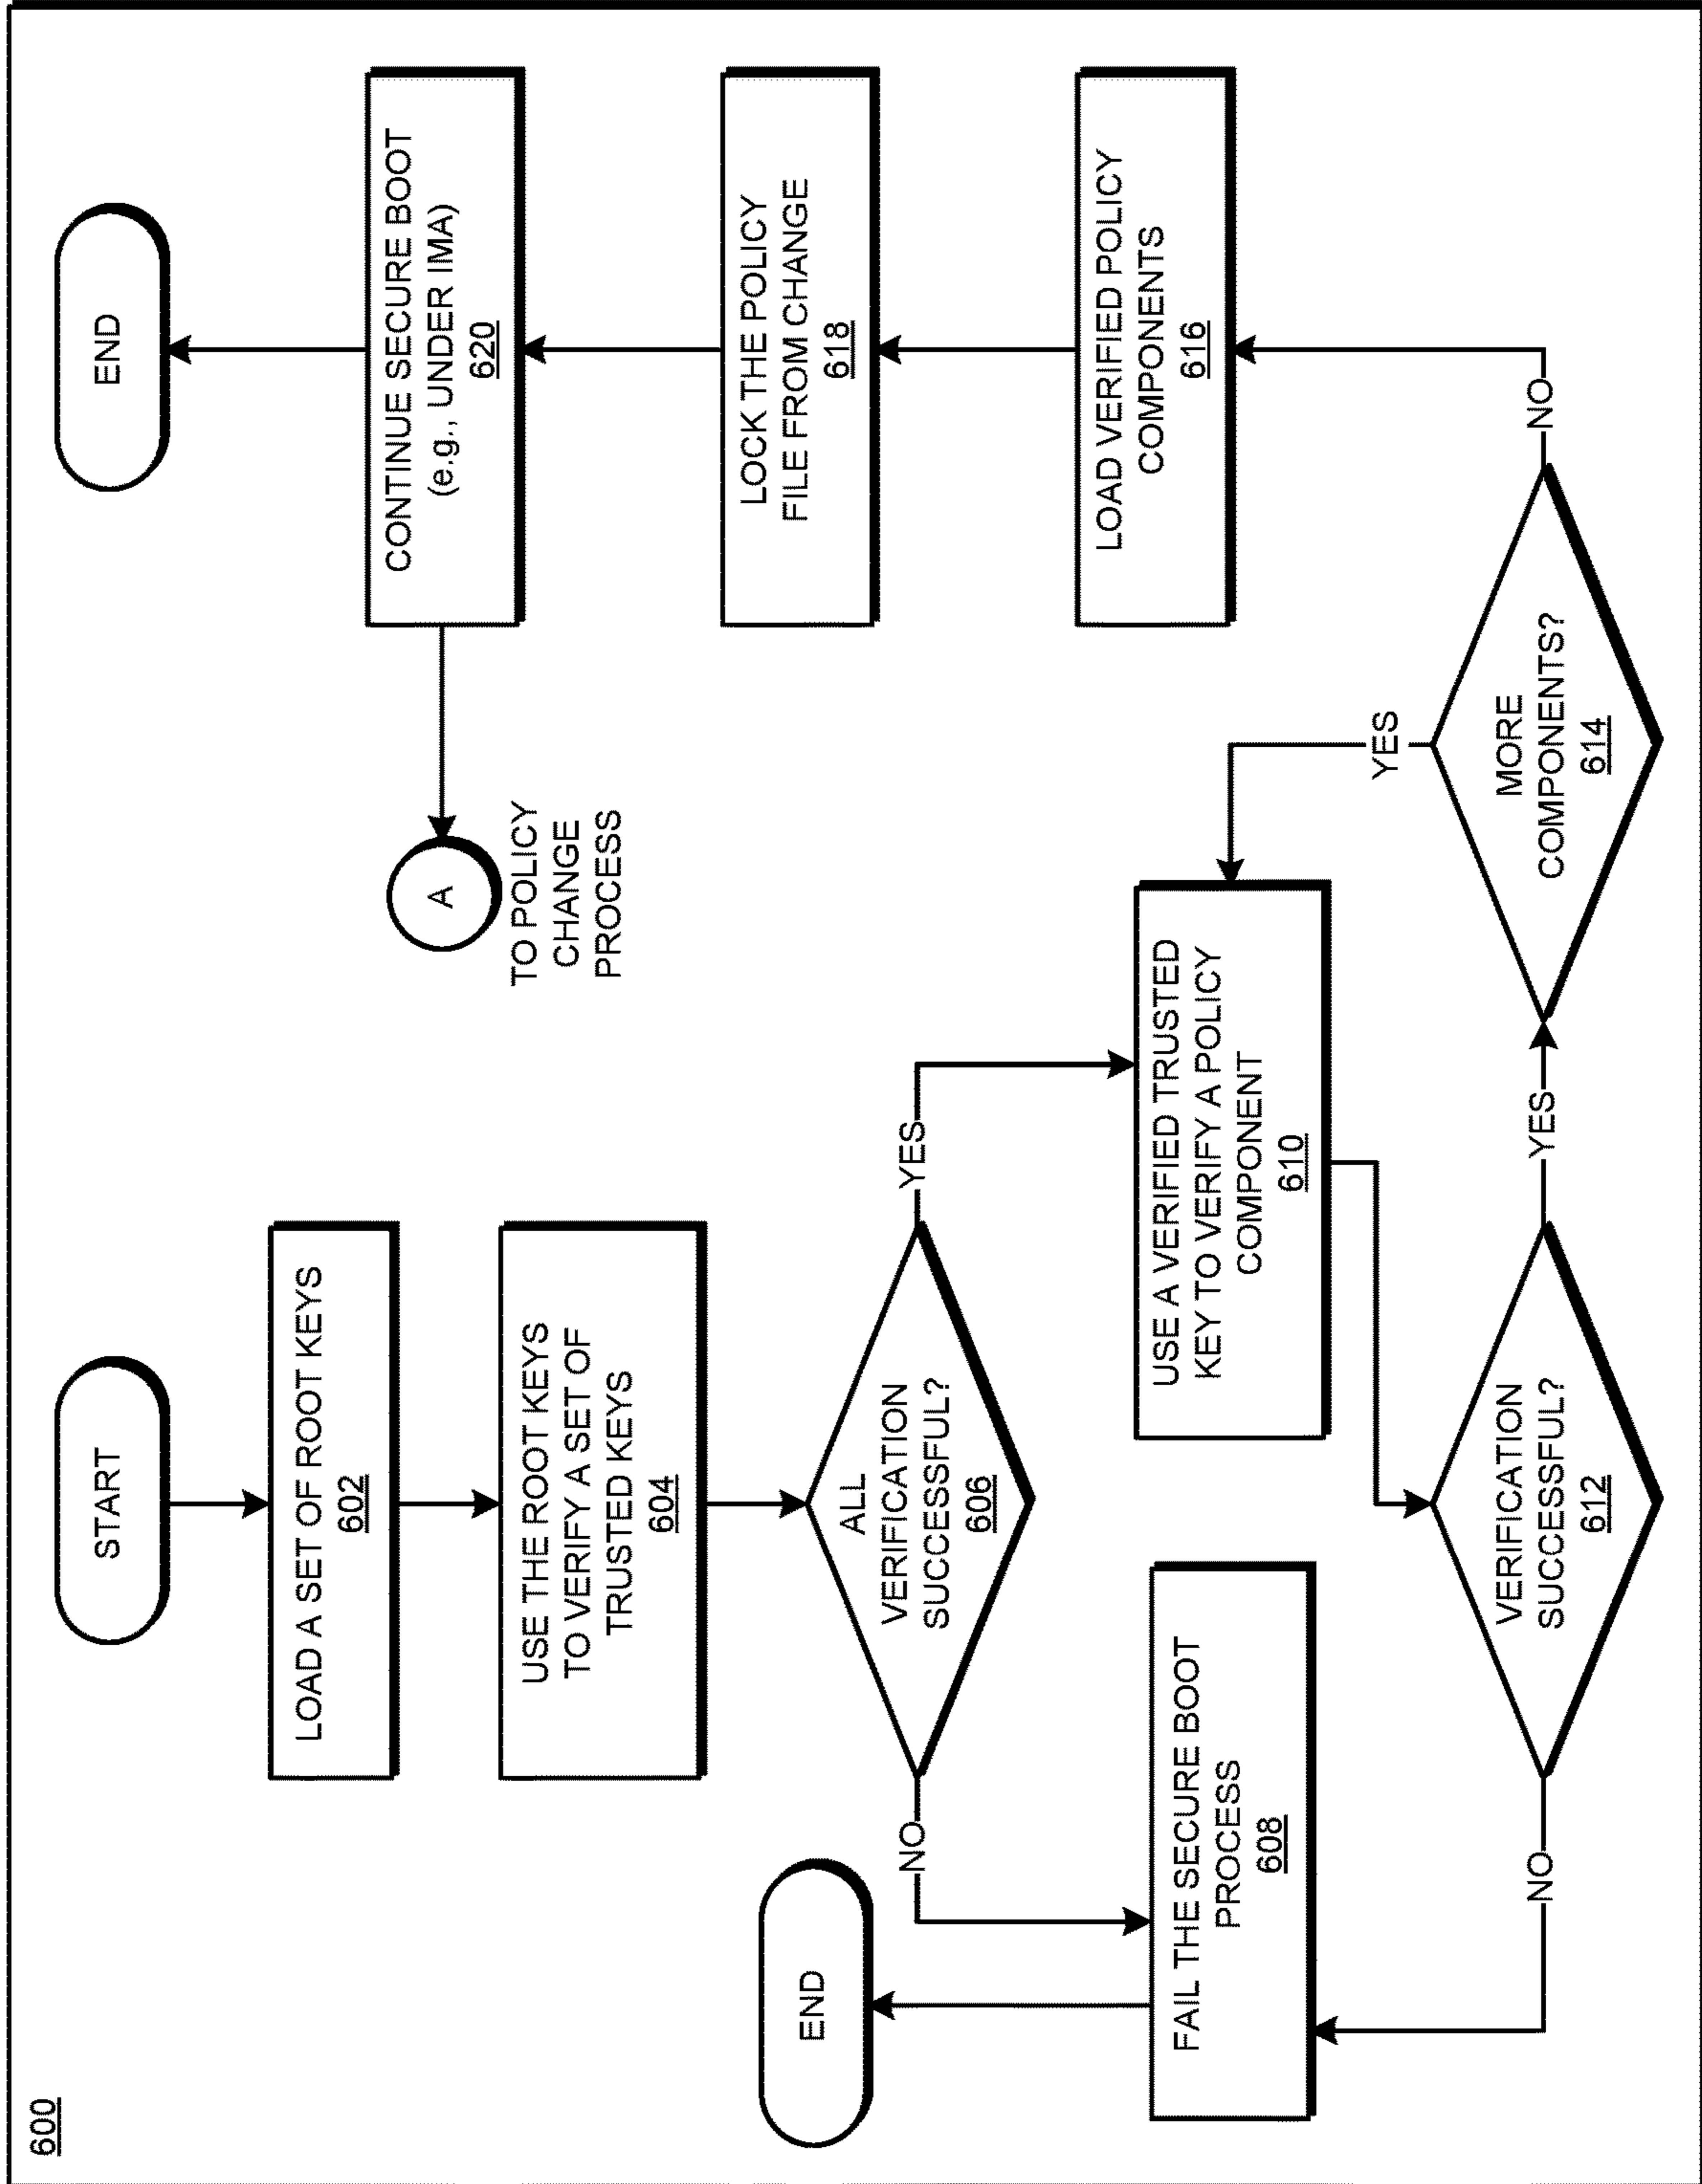 600
START
LOAD A SET OF ROOT KEYS
602
USE THE ROOT KEYS
TO VERIFY A SET OF
TRUSTED KEYS
604
ALL
VERIFICATION
SUCCESSFUL?
606
NO
YES
END
FAIL THE SECURE BOOT
PROCESS
608
USE A VERIFIED TRUSTED
KEY TO VERIFY A POLICY
COMPONENT
610
VERIFICATION
SUCCESSFUL?
612
NO
YES
MORE
COMPONENTS?
614
YES
NO
LOAD VERIFIED POLICY
COMPONENTS
616
LOCK THE POLICY
FILE FROM CHANGE
618
CONTINUE SECURE BOOT
(e.g., UNDER IMA)
620
END
A
TO POLICY
CHANGE
PROCESS